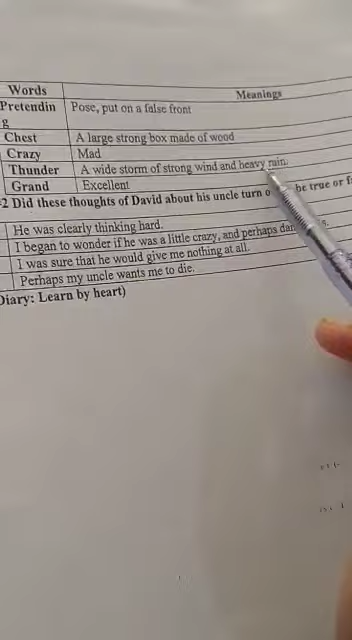 Words Meanings
Pretendin Pose, put on a false front
g
Chest A large strong box made of wood
Crazy Mad
Thunder A wide storm of strong wind and heavy rain.
Grand Excellent
2 Did these thoughts of David about his uncle turn o be true or f
He was clearly thinking hard.
I began to wonder if he was a little crazy, and perhaps dan s.
I was sure that he would give me nothing at all.
Perhaps my uncle wants me to die.
Diary: Learn by heart)